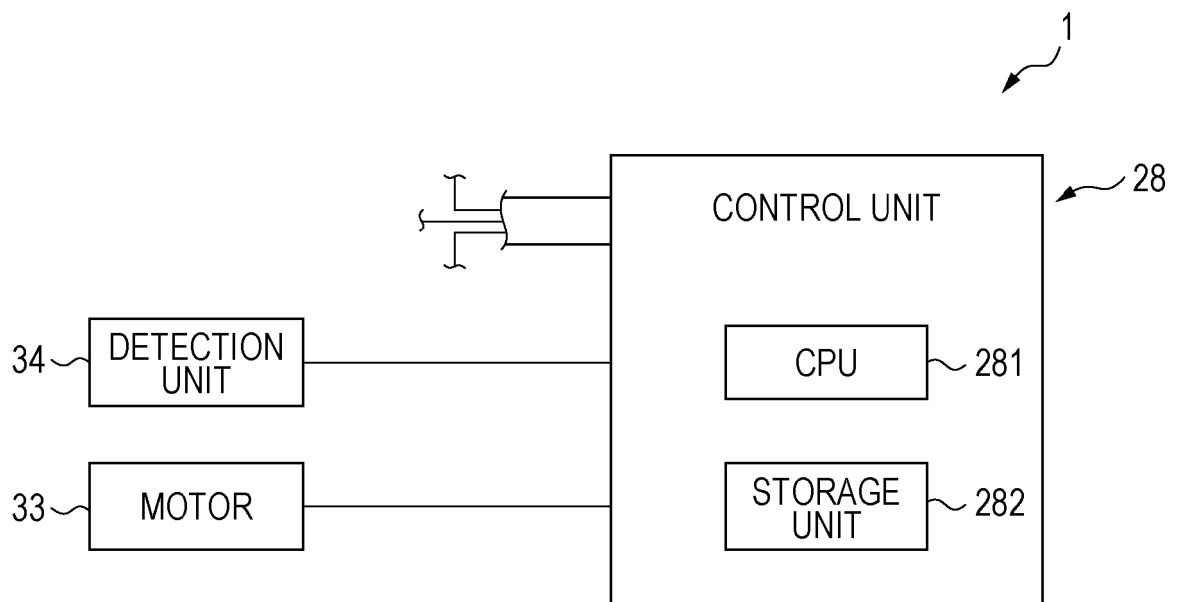 1
28
CONTROL UNIT
34
DETECTION
UNIT
CPU
281
33
MOTOR
STORAGE
UNIT
282